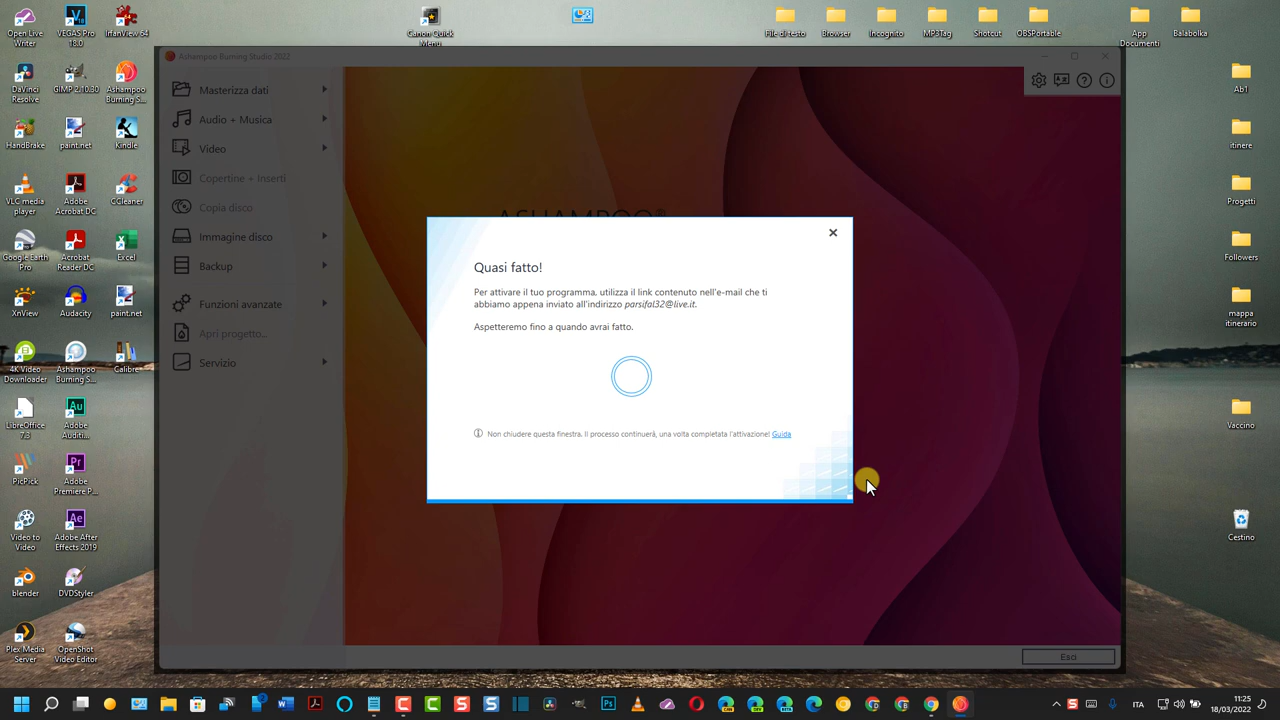 Open Live
Writer
VEGAS Pro
18.0
IrfanView 64
Canon Quick
Menu
File di testo
Browser
Incognito
MP3Tag
Shotcut
OBSPortable
App
Documenti
Balabolka
Ashampoo Burning Studio 2022
DaVinci
Resolve
GIMP 2.10.30
Ashampoo
Burning S...
Masterizza dati
Ab1
HandBrake
paint.net
Kindle
Audio + Musica
itinere
Video
VLC media
player
Adobe
Acrobat DC
CCleaner
Copertine + Inserti
Progetti
Copia disco
ASHAMPOO®
Google Earth
Pro
Acrobat
Reader DC
Excel
Immagine disco
Followers
Backup
Quasi fatto!
Per attivare il tuo programma, utilizza il link contenuto nell'e-mail che ti
abbiamo appena inviato all'indirizzo parsifal32@live.it.
Aspetteremo fino a quando avrai fatto.
XnView
Audacity
paint.net
Funzioni avanzate
mappa
itinerario
Apri progetto...
4K Video
Downloader
Ashampoo
Burning S...
Calibre
Servizio
LibreOffice
7.3
Adobe
Auditi...
Vaccino
Non chiudere questa finestra. Il processo continuerà, una volta completata l'attivazione! Guida
PicPick
Adobe
Premiere P...
Video to
Video
Adobe After
Effects 2019
Cestino
blender
DVDStyler
Plex Media
Server
OpenShot
Video Editor
Esci
ITA
11:25
18/03/2022